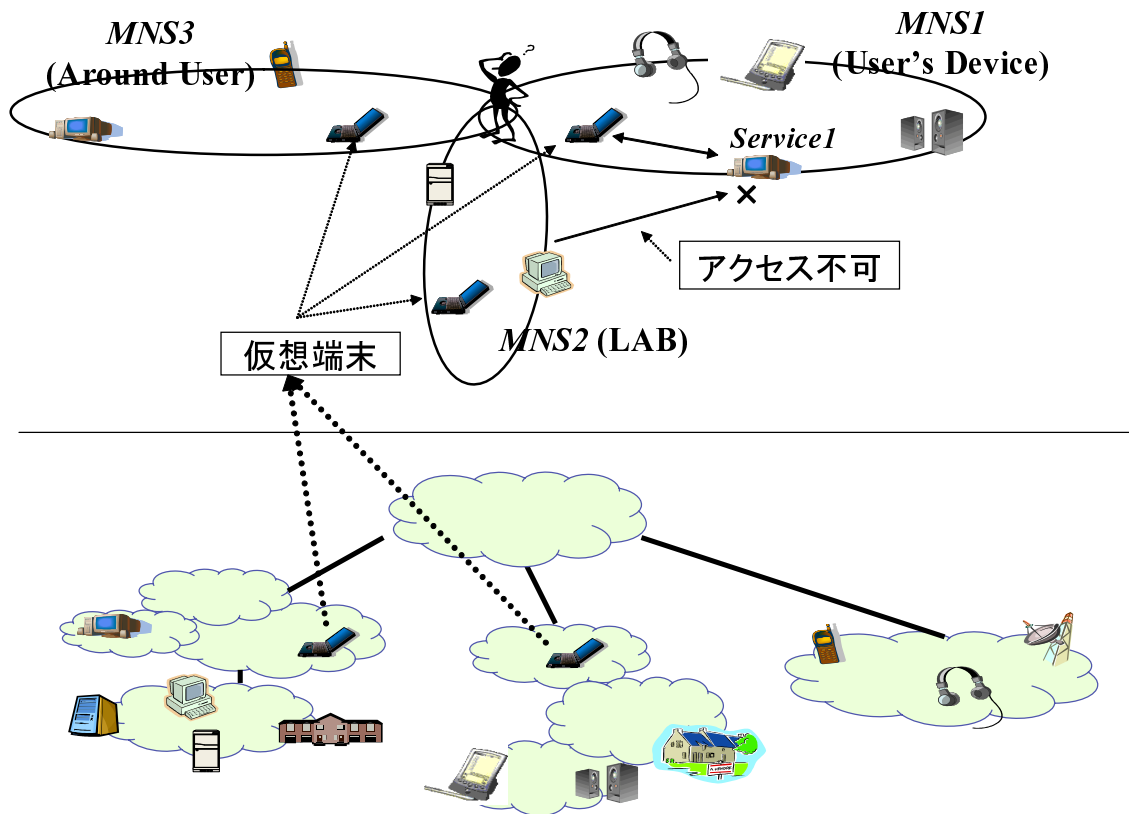 MNS3
(Around User)
MNS1
(User's Device)
Service1
×
アクセス不可
MNS2 (LAB)
仮想端末